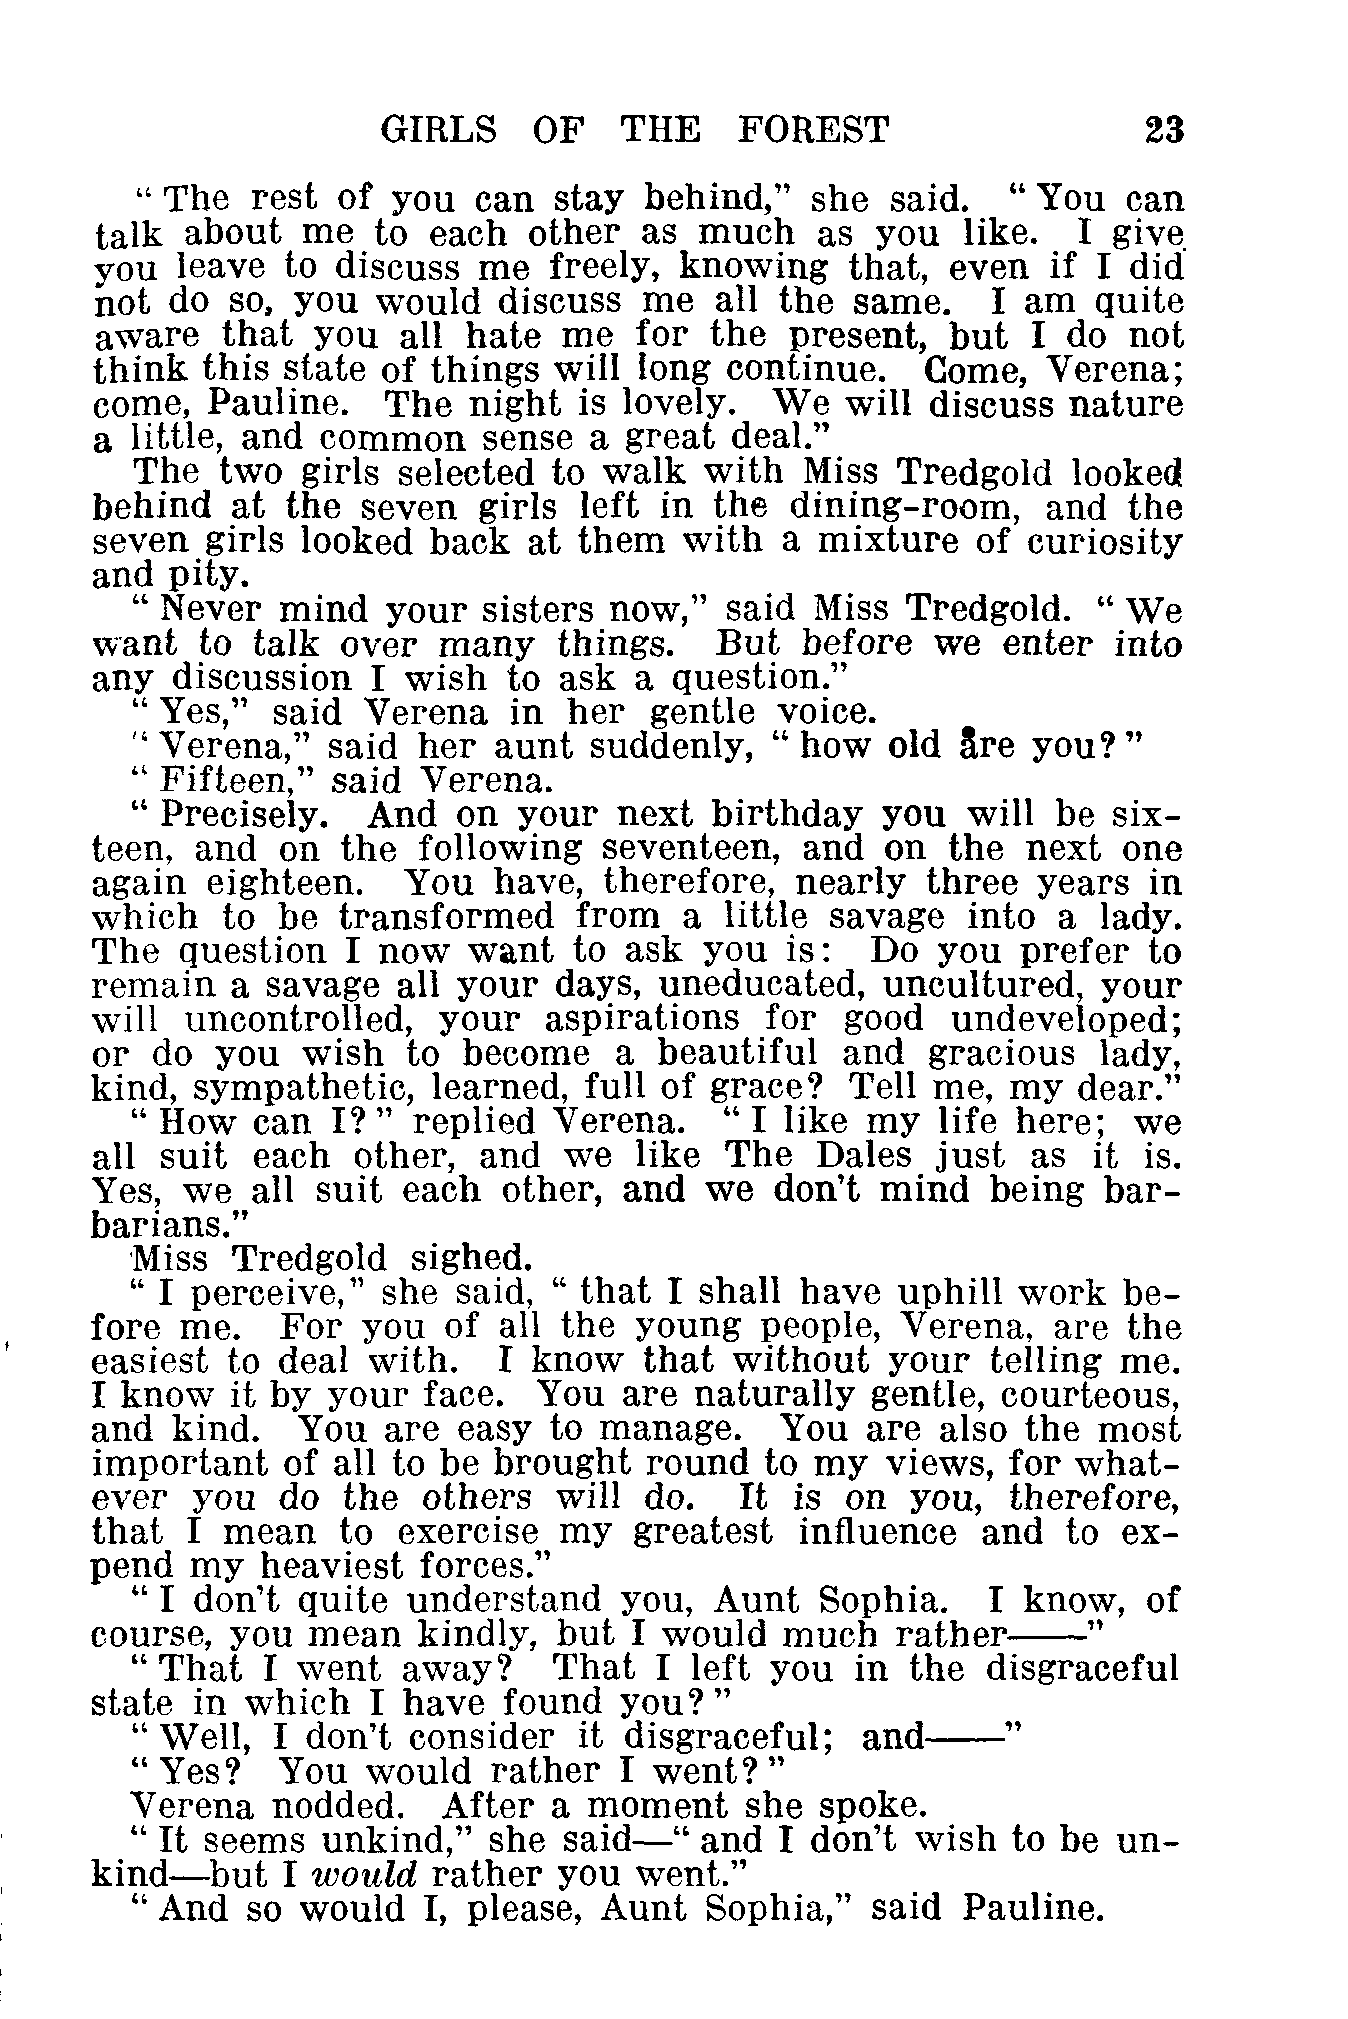 GIRLS OF THE FOREST 23
“ The rest of you can stay behind,” she said. “ You can
talk about me to each other as much as you like. I give
you leave to discuss me freely, knowing that, even if I did
not do so, you would discuss me all the same. I am quite
aware that you all hate me for the present, but I do not
think this state of things will long continue. Come, Verena;
come, Pauline. The night is lovely. We will discuss nature
a little, and common sense a great deal.”
The two girls selected to walk with Miss Tredgold looked
behind at the seven girls left in the dining-room, and the
seven girls looked back at them with a mixture of curiosity
and pity.
“ Never mind your sisters now,” said Miss Tredgold. “ We
want to talk over many things. But before we enter into
any discussion I wish to ask a question.”
“ Yes,” said Verena in her gentle voice.
“ Verena,” said her aunt suddenly, “ how old are you? ”
“ Fifteen,” said Verena.
“ Precisely. And on your next birthday you will be six-
teen, and on the following seventeen, and on the next one
again eighteen. You have, therefore, nearly three years in
which to be transformed from a little savage into a lady.
The question I now want to ask you is: Do you prefer to
remain a savage all your days, uneducated, uncultured, your
will uncontrolled, your aspirations for good undeveloped;
or do you wish to become a beautiful and gracious lady,
kind, sympathetic, learned, full of grace? Tell me, my dear.”
“ How can I? ” replied Verena. “ I like my life here; we
all suit each other, and we like The Dales just as it is.
Yes, we all suit each other, and we don’t mind being bar-
barians.”
Miss Tredgold sighed.
“ I perceive,” she said, “ that I shall have uphill work be-
fore me. For you of all the young people, Verena, are the
easiest to deal with. I know that without your telling me.
I know it by your face. You are naturally gentle, courteous,
and kind. You are easy to manage. You are also the most
important of all to be brought round to my views, for what-
ever you do the others will do. It is on you, therefore,
that I mean to exercise my greatest influence and to ex-
pend my heaviest forces.”
“ I don’t quite understand you, Aunt Sophia. I know, of
course, you mean kindly, but I would much rather——”
“ That I went away? That I left you in the disgraceful
state in which I have found you? ”
“ Well, I don’t consider it disgraceful; and——”
“ Yes? You would rather I went? ”
Verena nodded. After a moment she spoke.
“ It seems unkind,” she said—“ and I don’t wish to be un-
kind—but I would rather you went.”
“ And so would I, please, Aunt Sophia,” said Pauline.